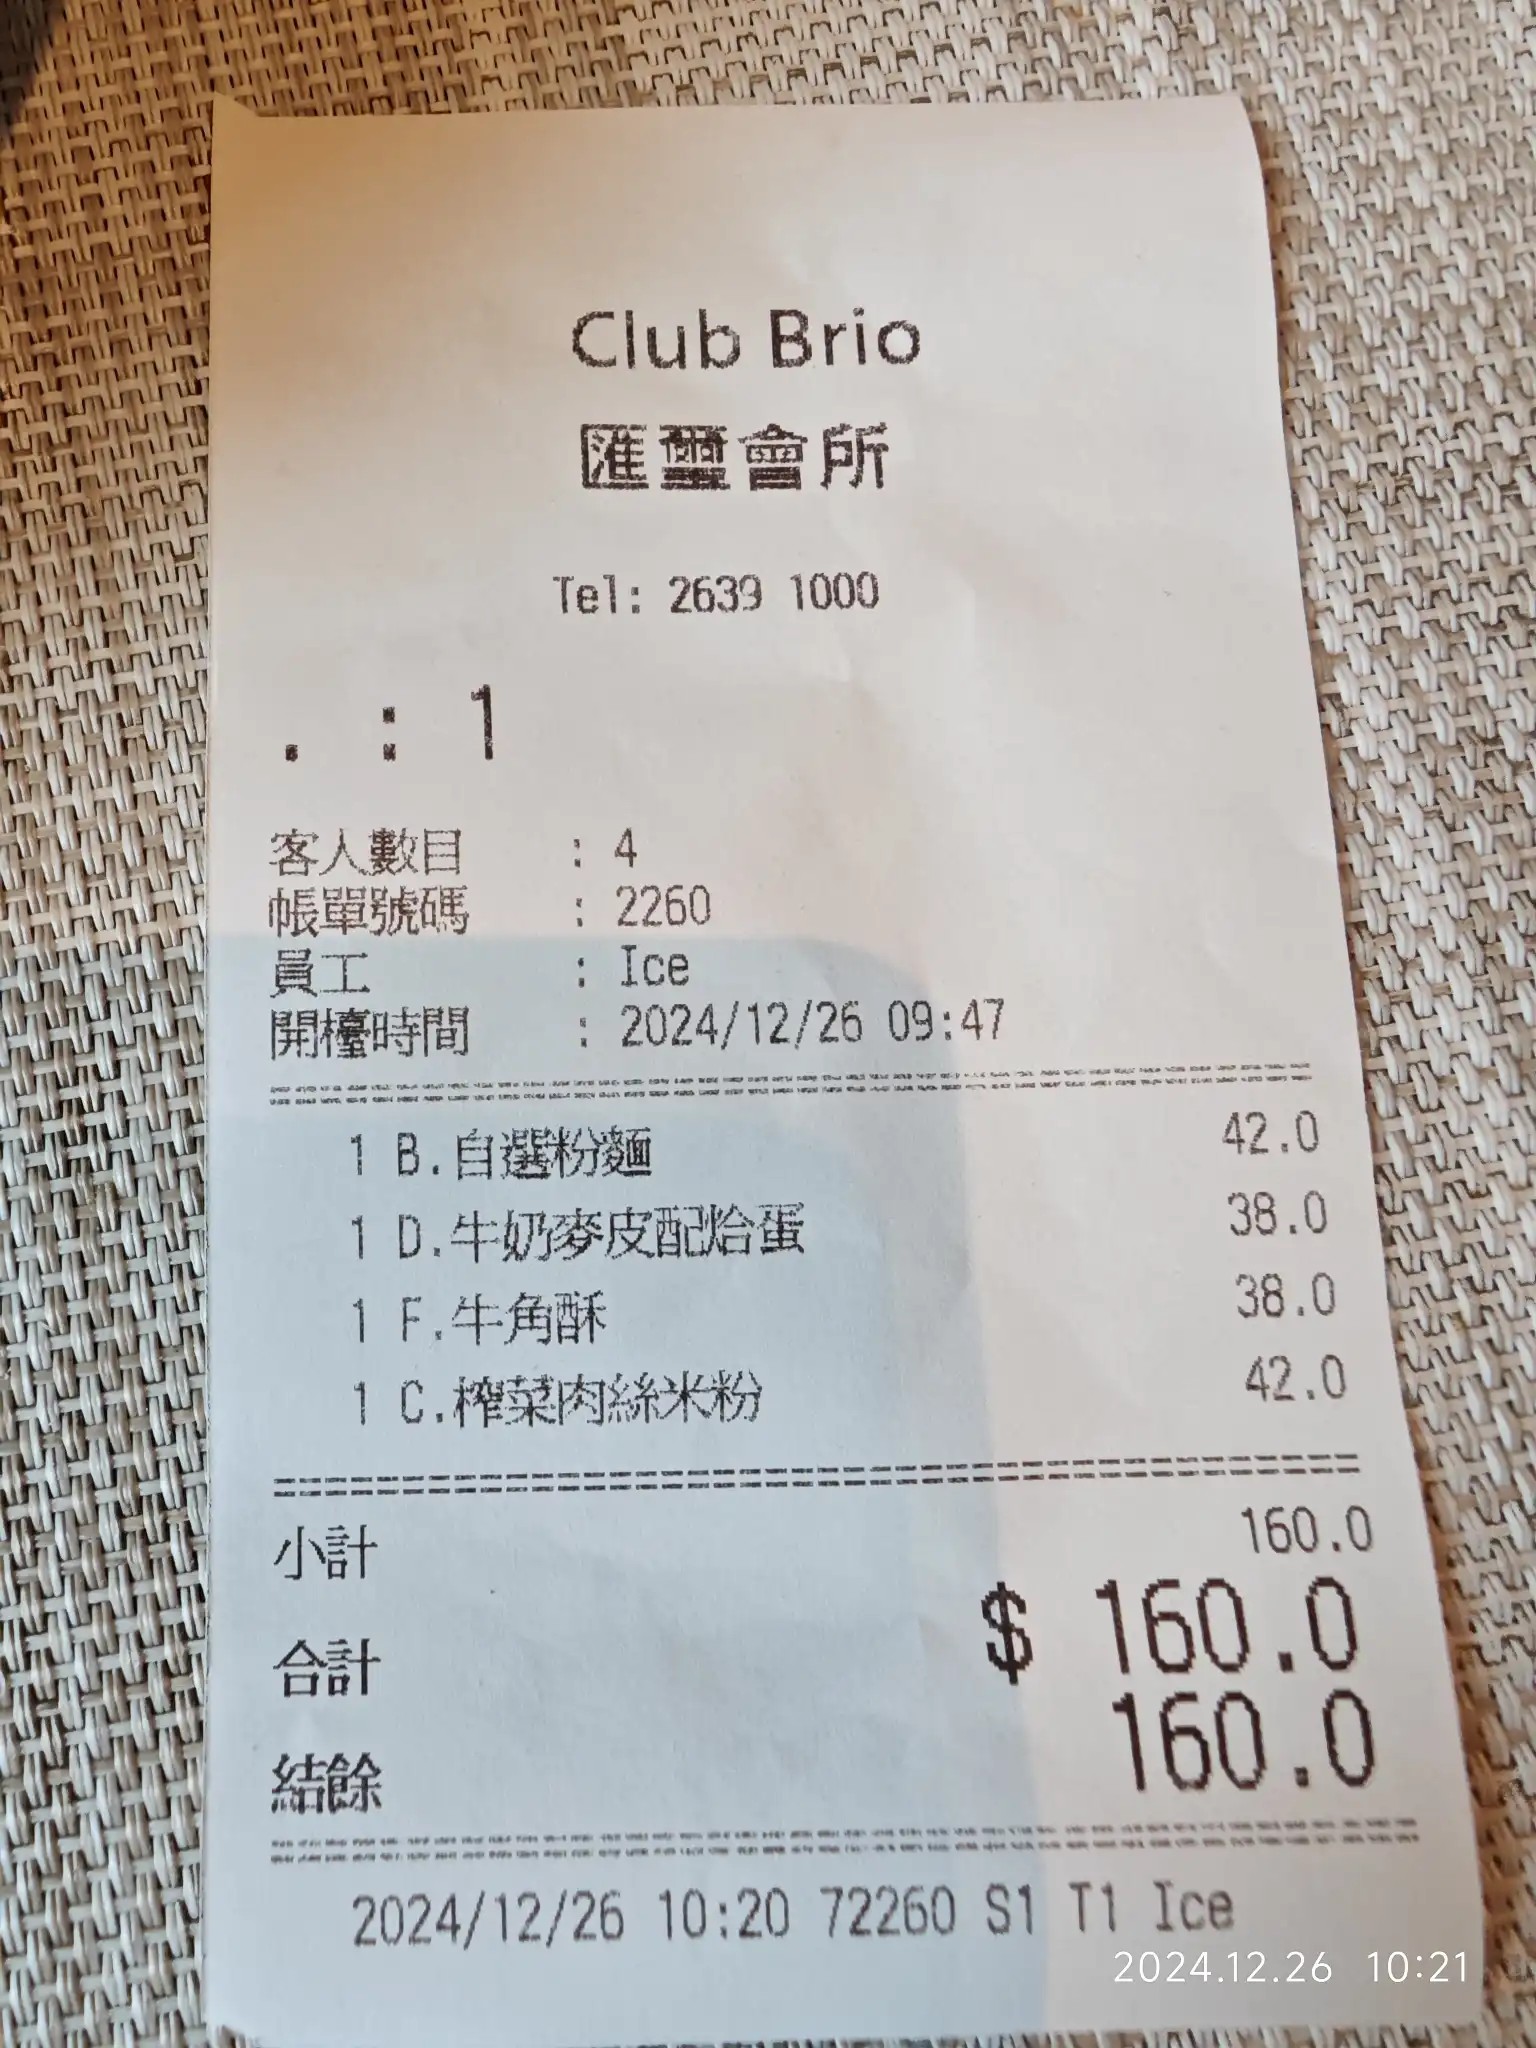 Club Brio
匯璽會所
Tel: 2639 1000
. : 1
客人數目 : 4
帳單號碼 : 2260
員工 : Ice
開檯時間 : 2024/12/26 09:47
1 B.自選粉麵 42.0
1 D.牛奶麥皮配烚蛋 38.0
1 F.牛角酥 38.0
1 C.榨菜肉絲米粉 42.0
小計 160.0
合計 $ 160.0
結餘 160.0
2024/12/26 10:20 72260 S1 T1 Ice
2024.12.26 10:21